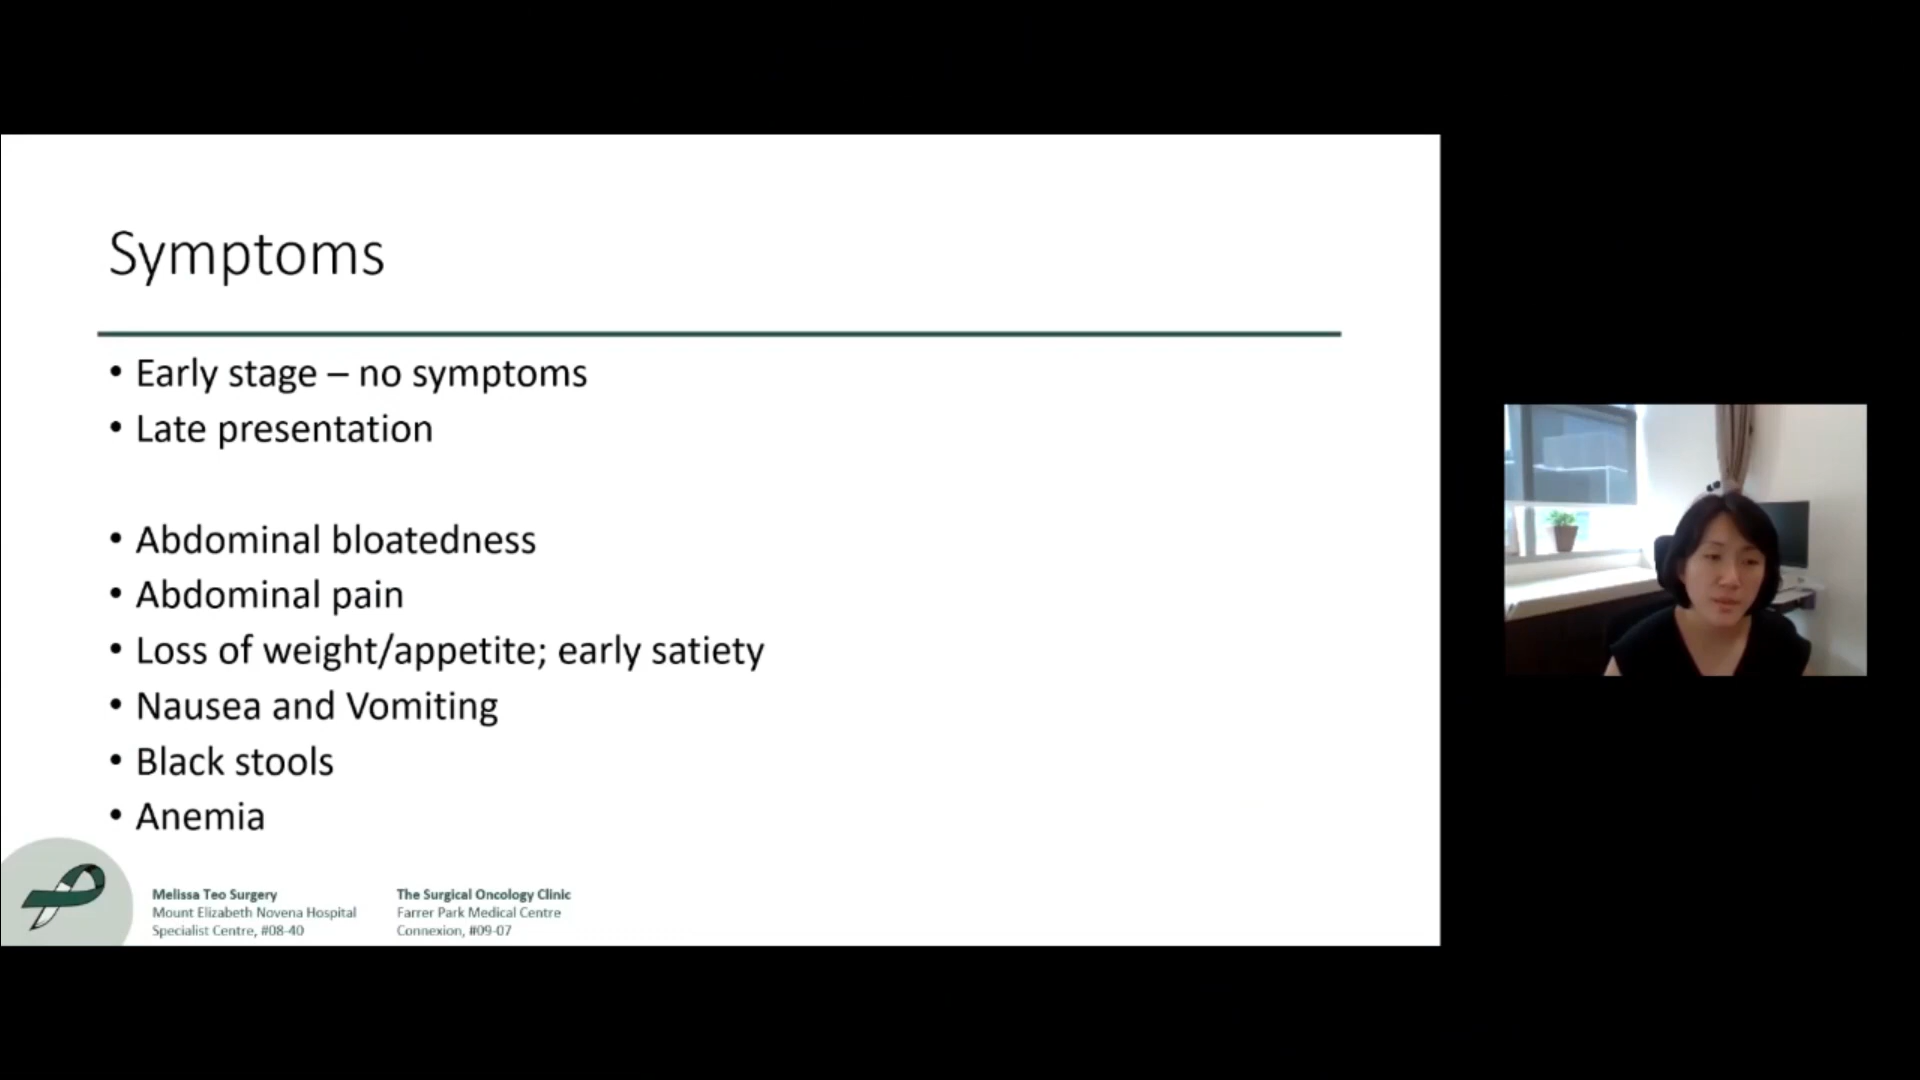 Symptoms
• Early stage – no symptoms
• Late presentation
• Abdominal bloatedness
• Abdominal pain
• Loss of weight/appetite; early satiety
• Nausea and Vomiting
• Black stools
• Anemia
Melissa Teo Surgery
Mount Elizabeth Novena Hospital
Specialist Centre, #08-40
The Surgical Oncology Clinic
Farrer Park Medical Centre
Connexion, #09-07